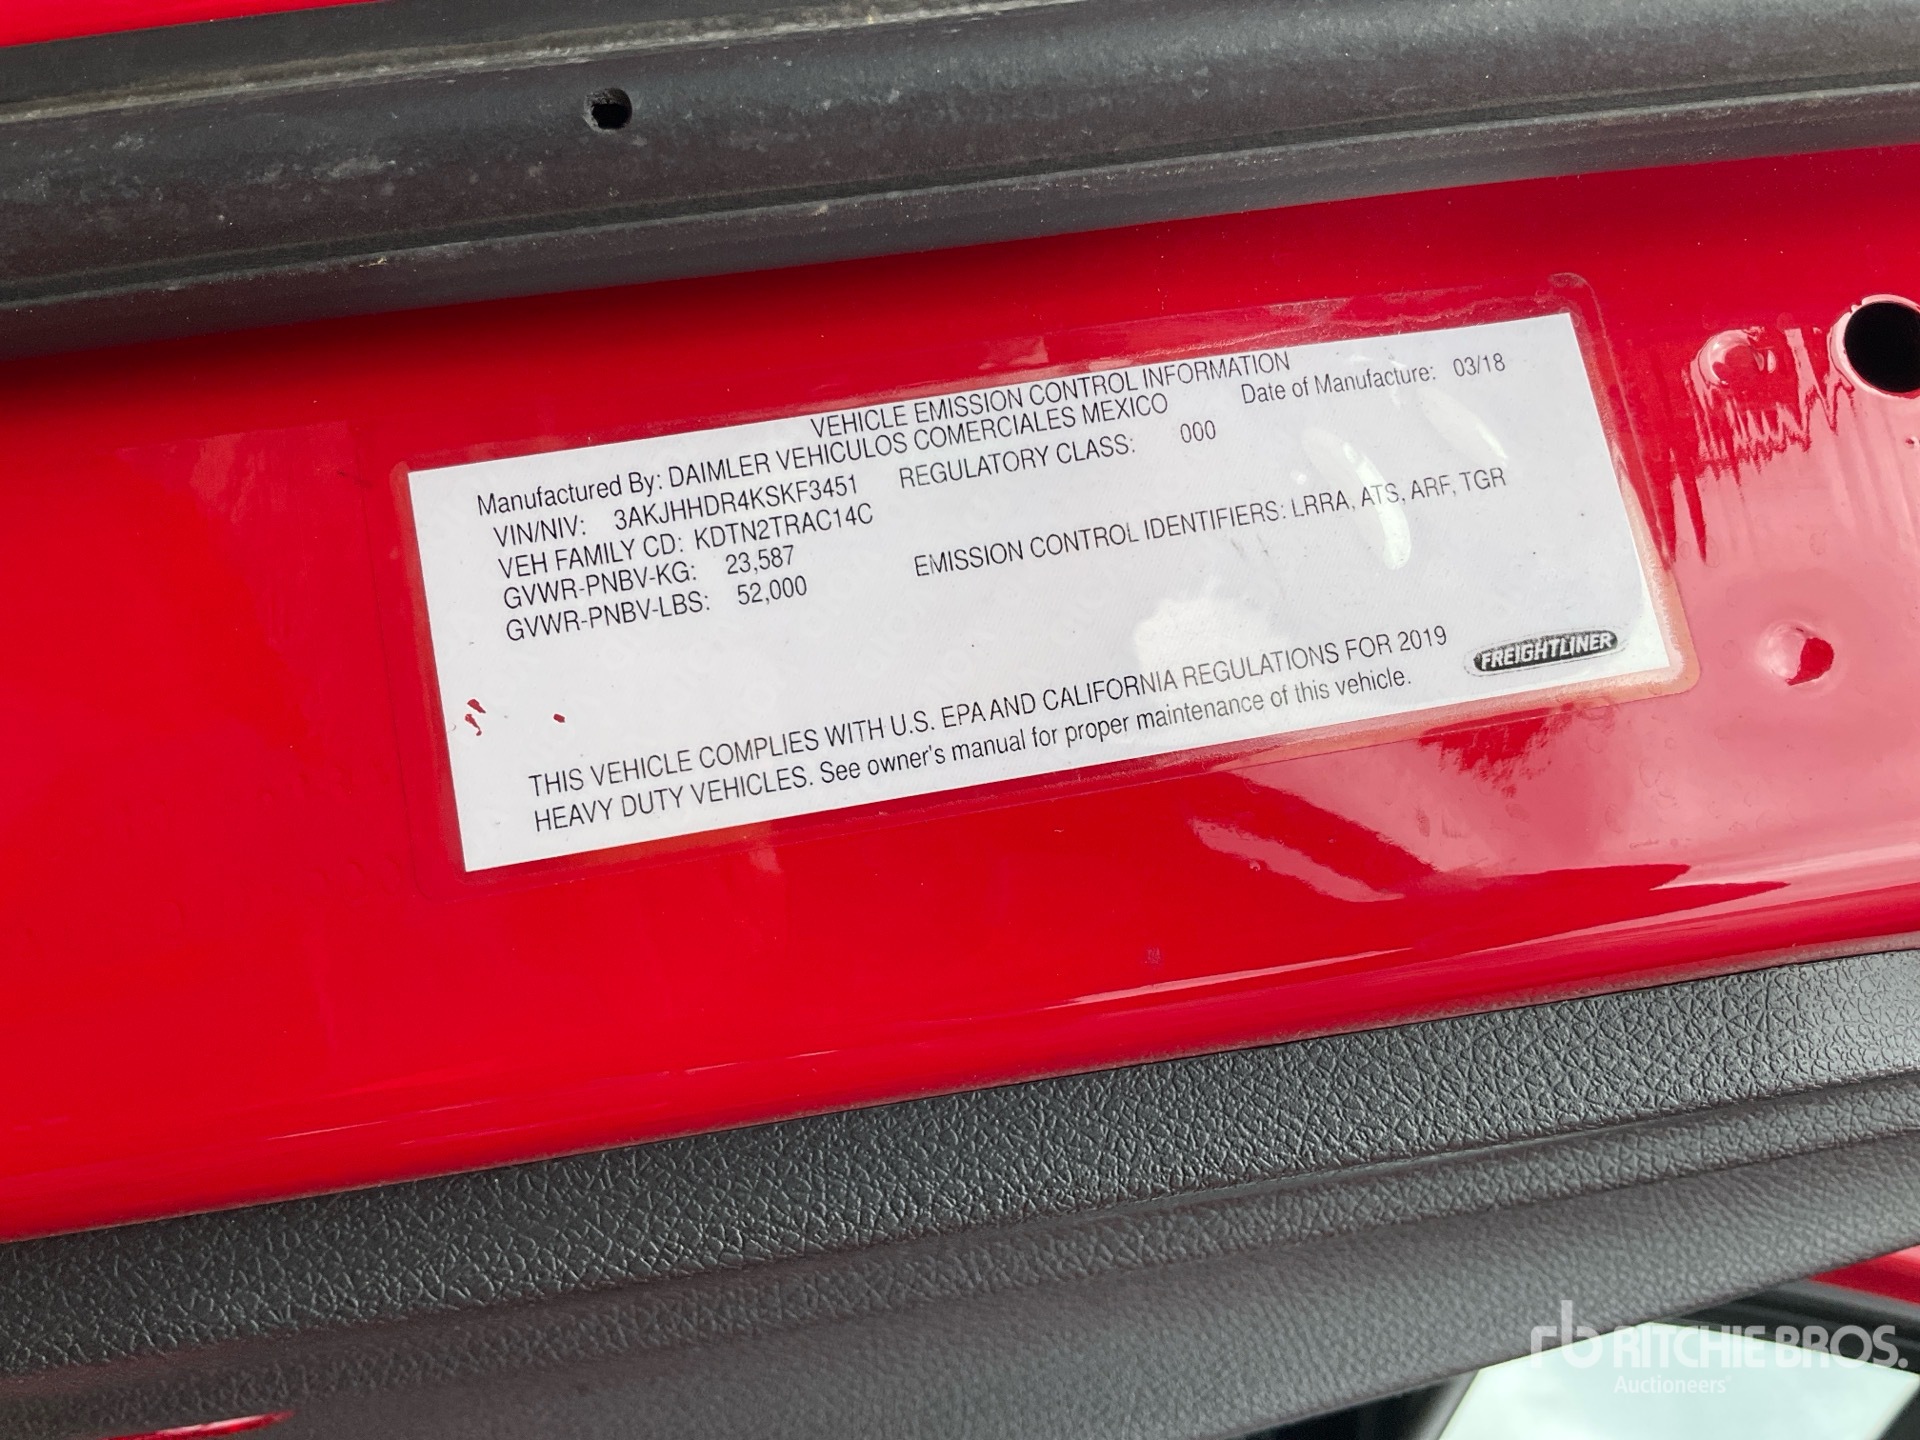 VEHICLE EMISSION CONTROL INFORMATION
Manufactured By: DAIMLER VEHICULOS COMERCIALES MEXICO Date of Manufacture: 03/18
VIN/NIV: 3AKJHHDR4KSKF3451 REGULATORY CLASS: 000
VEH FAMILY CD: KDTN2TRAC14C
GVWR-PNBV-KG: 23,587 EMISSION CONTROL IDENTIFIERS: LRRA, ATS, ARF, TGR
GVWR-PNBV-LBS: 52,000
THIS VEHICLE COMPLIES WITH U.S. EPA AND CALIFORNIA REGULATIONS FOR 2019
HEAVY DUTY VEHICLES. See owner's manual for proper maintenance of this vehicle.
FREIGHTLINER
rb RITCHIE BROS.
Auctioneers